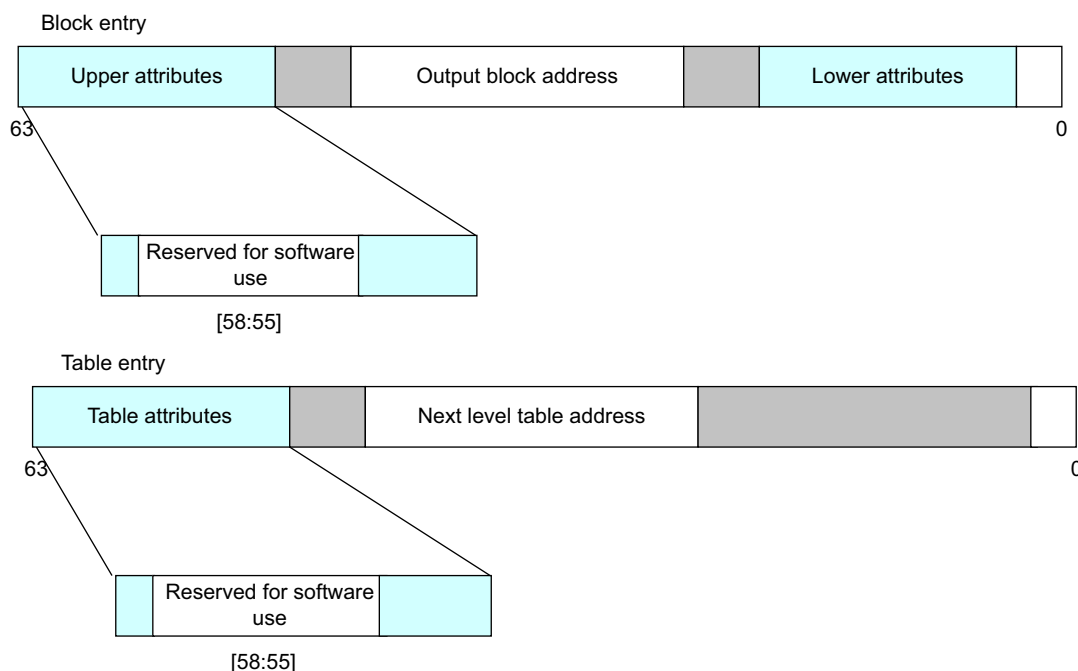 Block entry
Upper attributes
Output block address
Lower attributes
63
0
Reserved for software
use
[58:55]
Table entry
Table attributes
Next level table address
63
0
Reserved for software
use
[58:55]